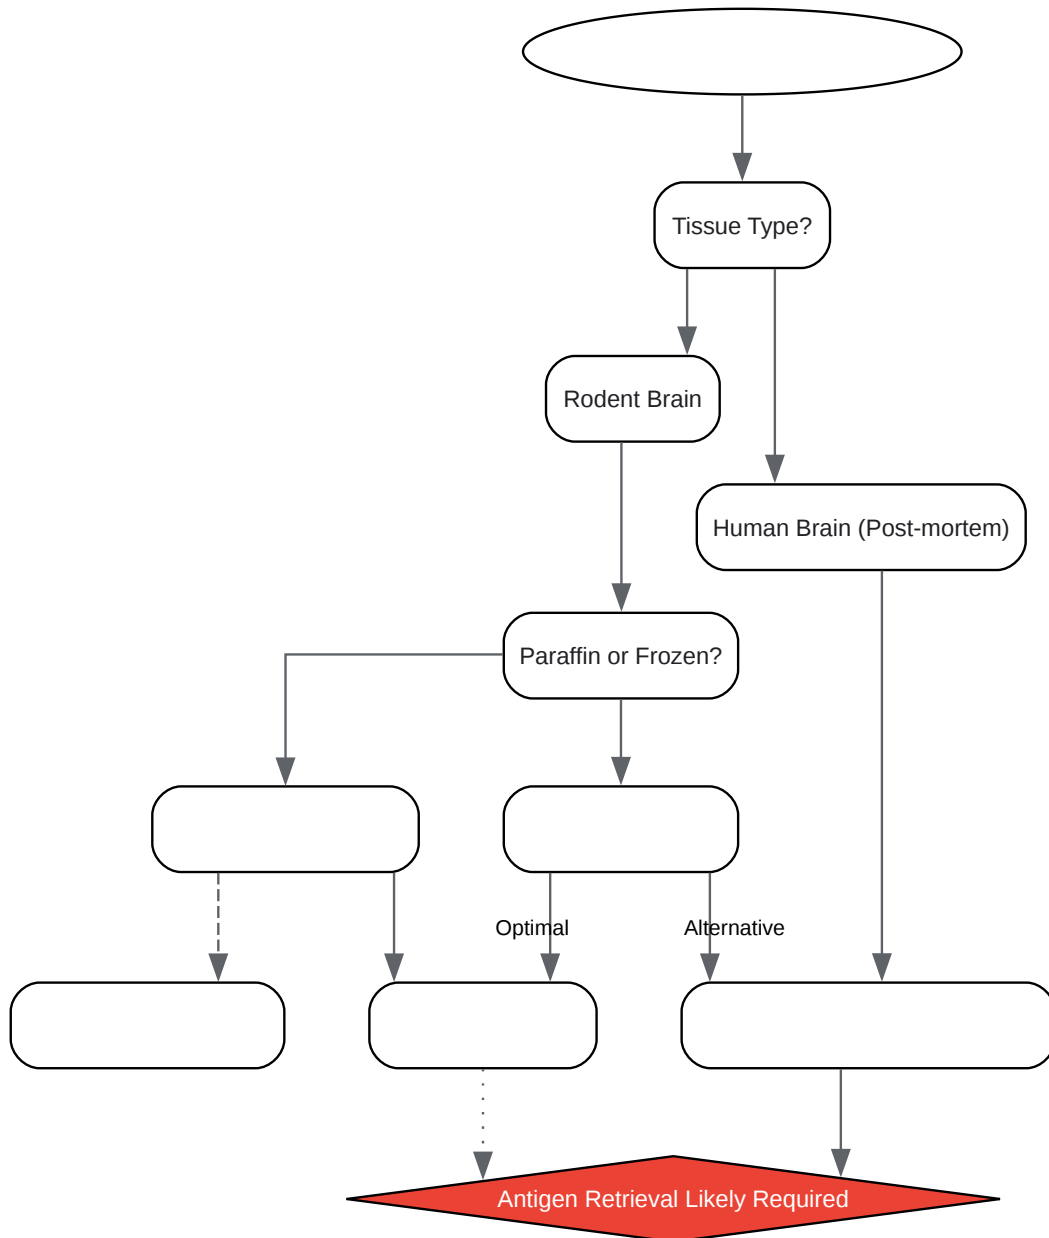 Tissue Type?
Rodent Brain
Human Brain (Post-mortem)
Paraffin or Frozen?
Optimal
Alternative
Antigen Retrieval Likely Required